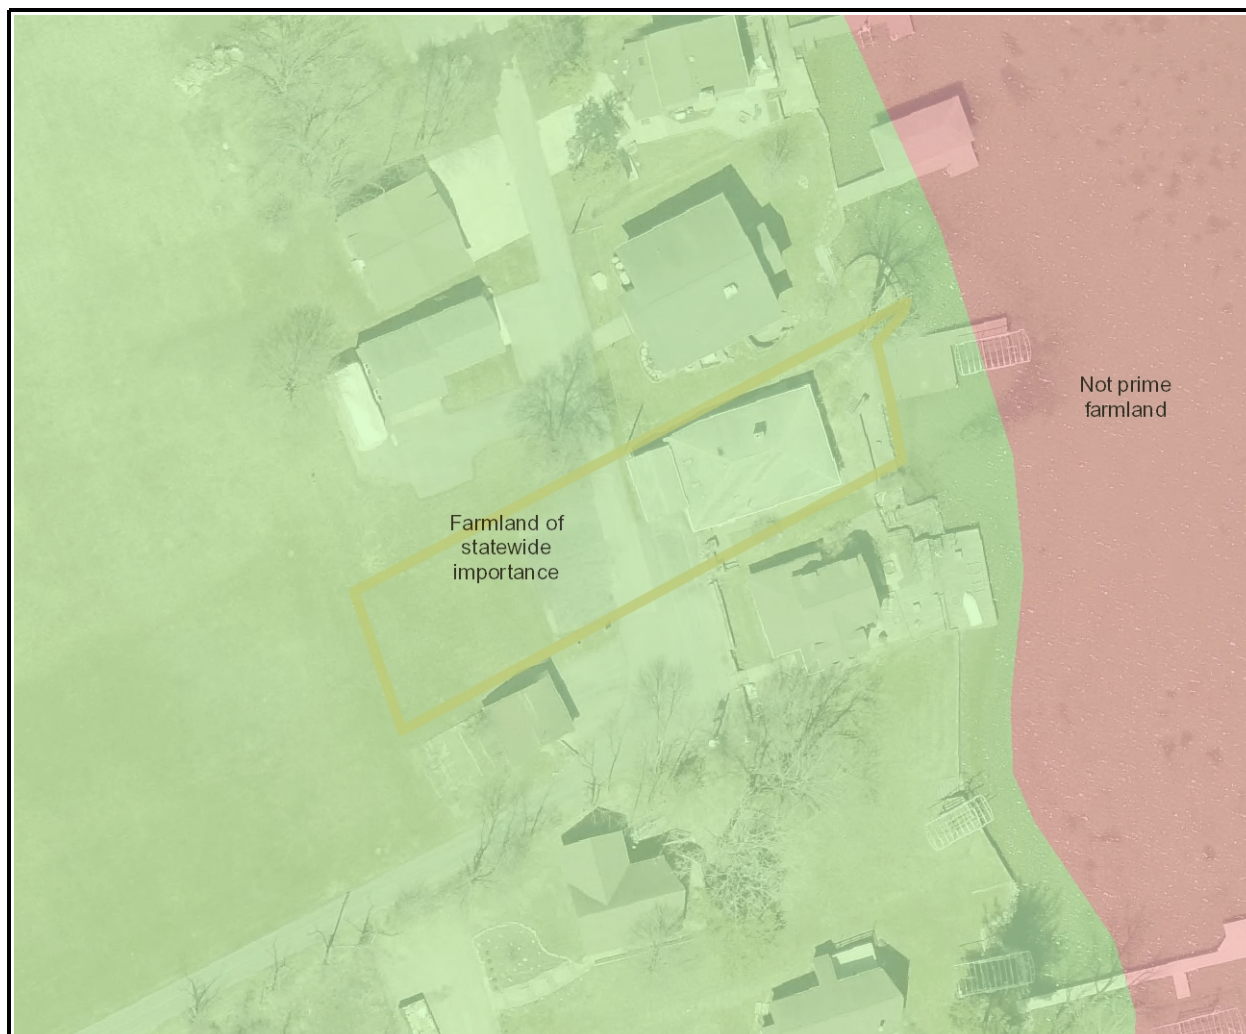 Not prime
farmland
Farmland of
statewide
importance